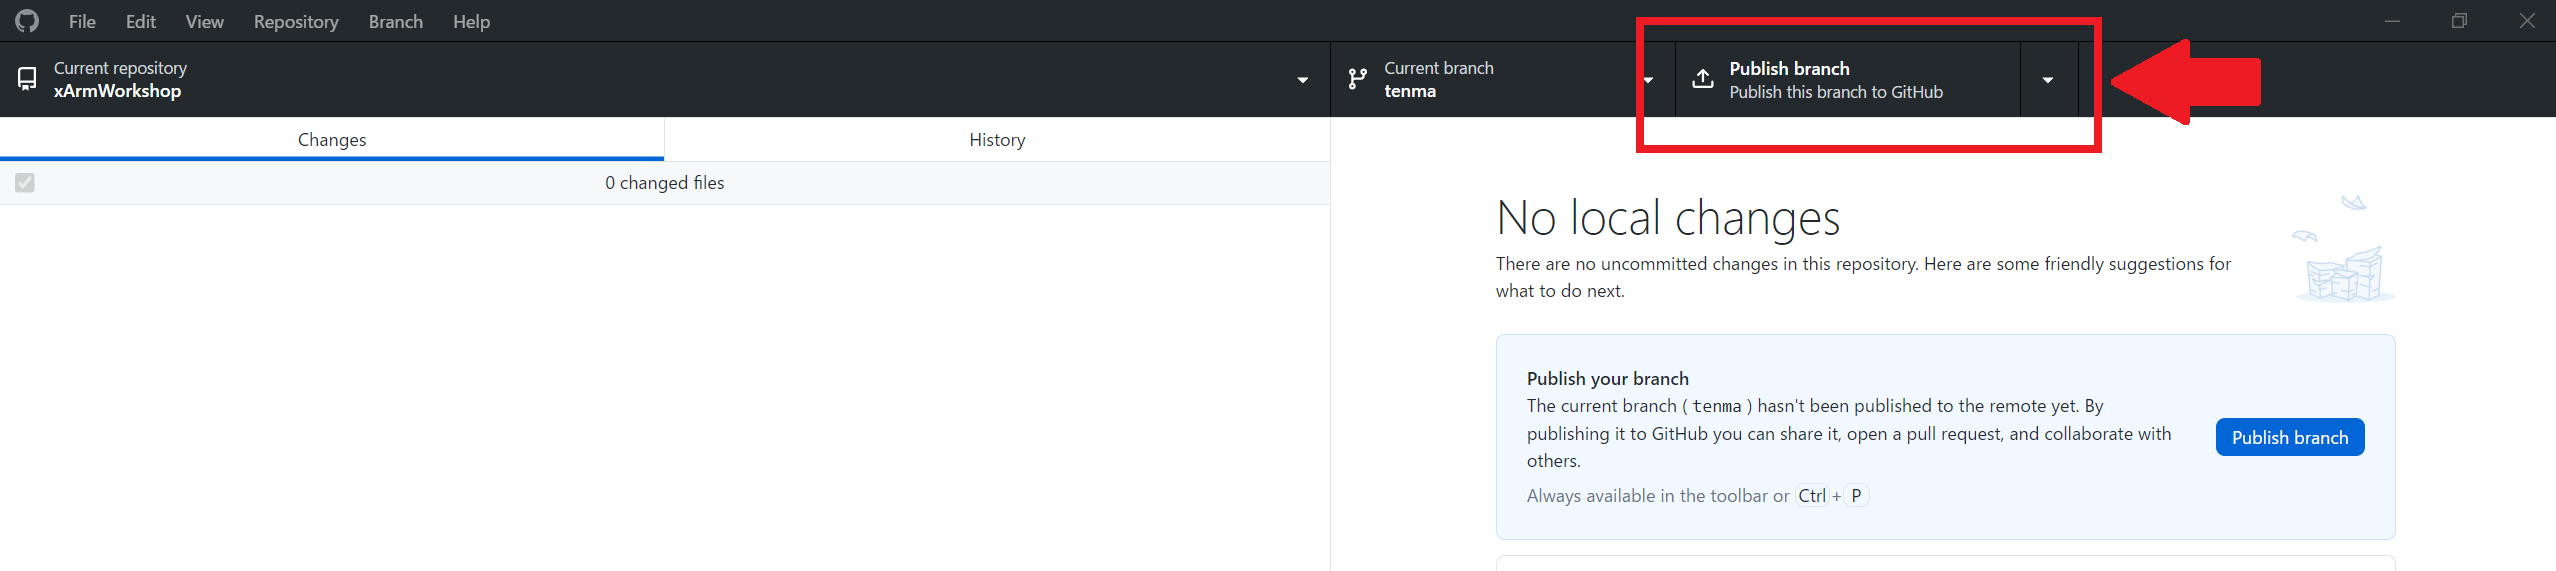 File Edit View Repository Branch Help
Current repository
xArmWorkshop
Current branch
tenma
Publish branch
Publish this branch to GitHub
Changes
History
0 changed files
No local changes
There are no uncommitted changes in this repository. Here are some friendly suggestions for
what to do next.
Publish your branch
The current branch ( tenma ) hasn't been published to the remote yet. By
publishing it to GitHub you can share it, open a pull request, and collaborate with
others.
Always available in the toolbar or Ctrl + P
Publish branch